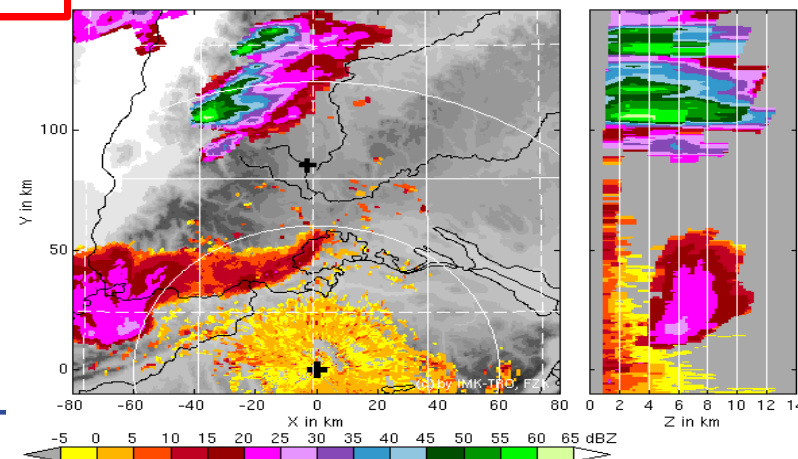 100
50
0
Y in km
-80 -60 -40 -20 0 20 40 60 80
X in km
(c) by IMK-TRO, FZK
0 2 4 6 8 10 12 14
Z in km
-5 0 5 10 15 20 25 30 35 40 45 50 55 60 65 dBZ